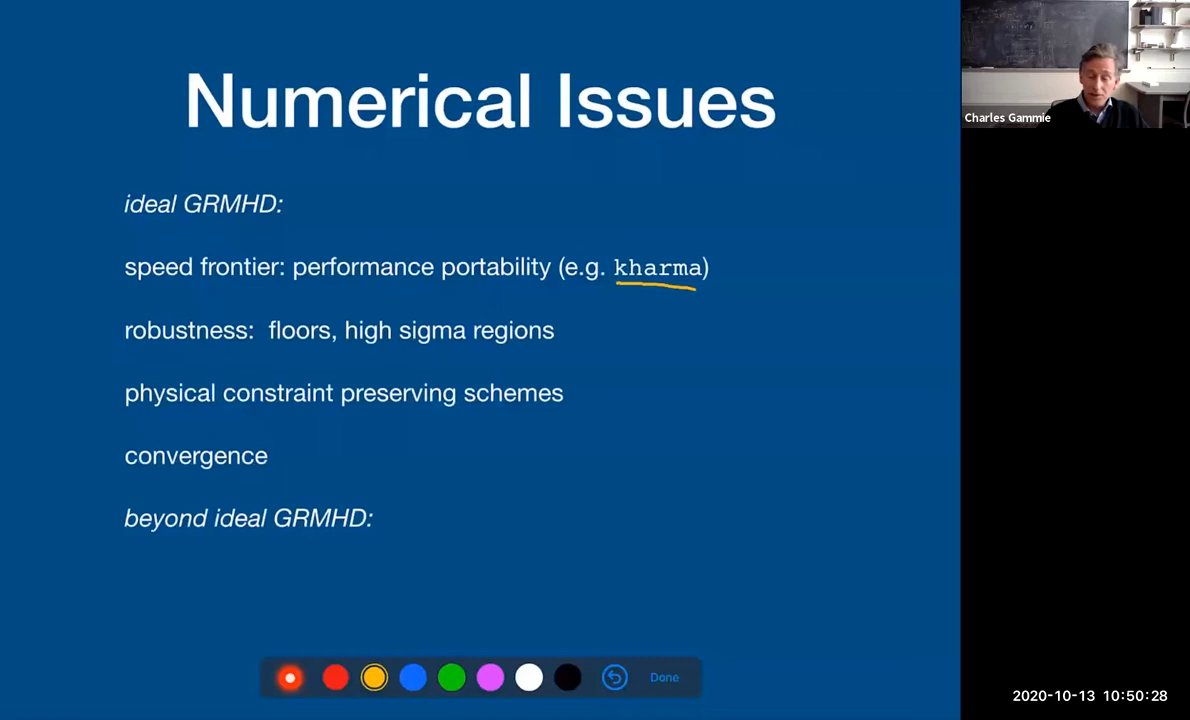 Numerical Issues
ideal GRMHD:
speed frontier: performance portability (e.g. kharma)
robustness: floors, high sigma regions
physical constraint preserving schemes
convergence
beyond ideal GRMHD:
Done
Charles Gammie
2020-10-13 10:50:28